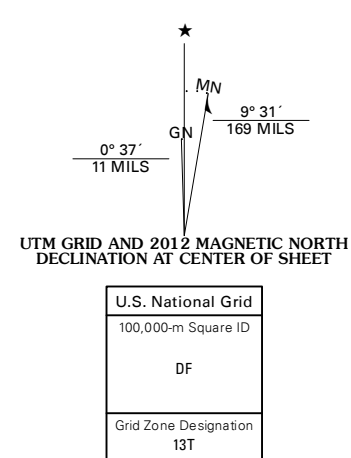 ★
MN
GN
9° 31´
169 MILS
0° 37´
11 MILS
UTM GRID AND 2012 MAGNETIC NORTH
DECLINATION AT CENTER OF SHEET
U.S. National Grid
100,000-m Square ID
DF
Grid Zone Designation
13T